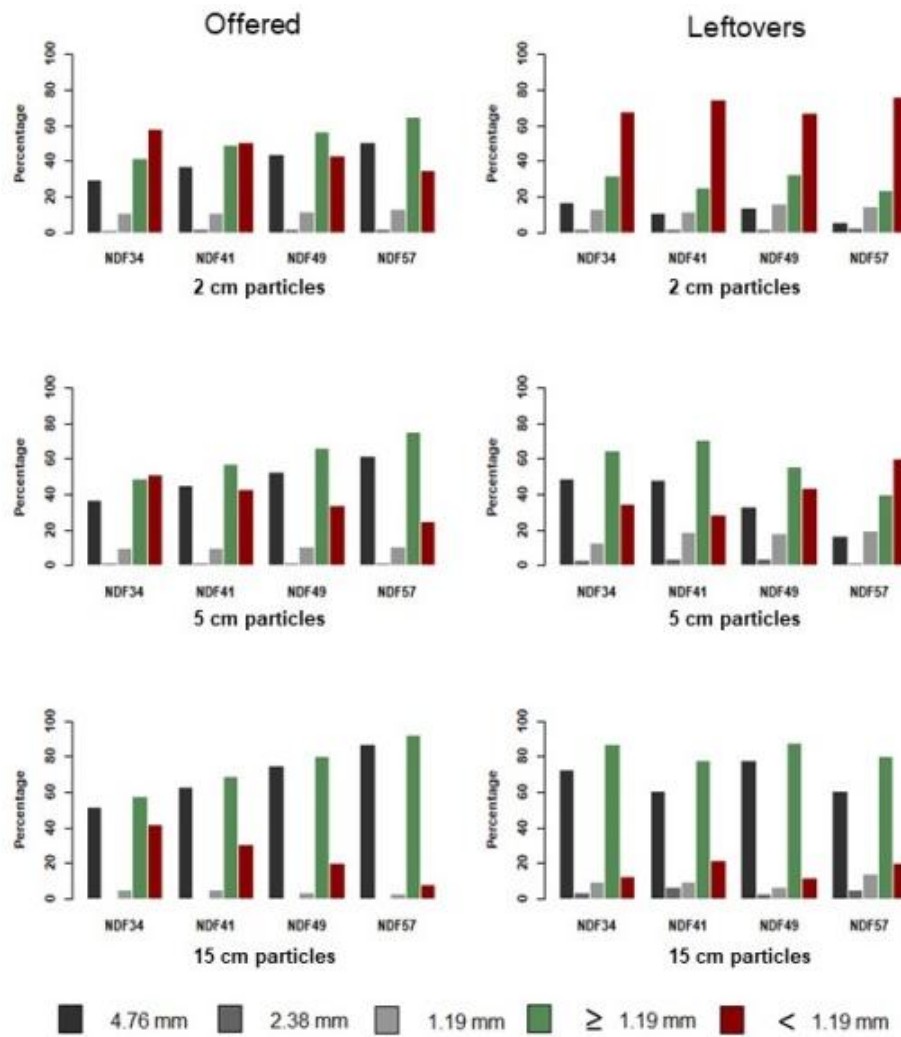 Offered Leftovers
Percentage
0 20 40 60 80 100
NDF34 NDF41 NDF49 NDF57
2 cm particles
Percentage
0 20 40 60 80 100
NDF34 NDF41 NDF49 NDF57
2 cm particles
Percentage
0 20 40 60 80 100
NDF34 NDF41 NDF49 NDF57
5 cm particles
Percentage
0 20 40 60 80 100
NDF34 NDF41 NDF49 NDF57
5 cm particles
Percentage
0 20 40 60 80 100
NDF34 NDF41 NDF49 NDF57
15 cm particles
Percentage
0 20 40 60 80 100
NDF34 NDF41 NDF49 NDF57
15 cm particles
4.76 mm 2.38 mm 1.19 mm ≥ 1.19 mm < 1.19 mm